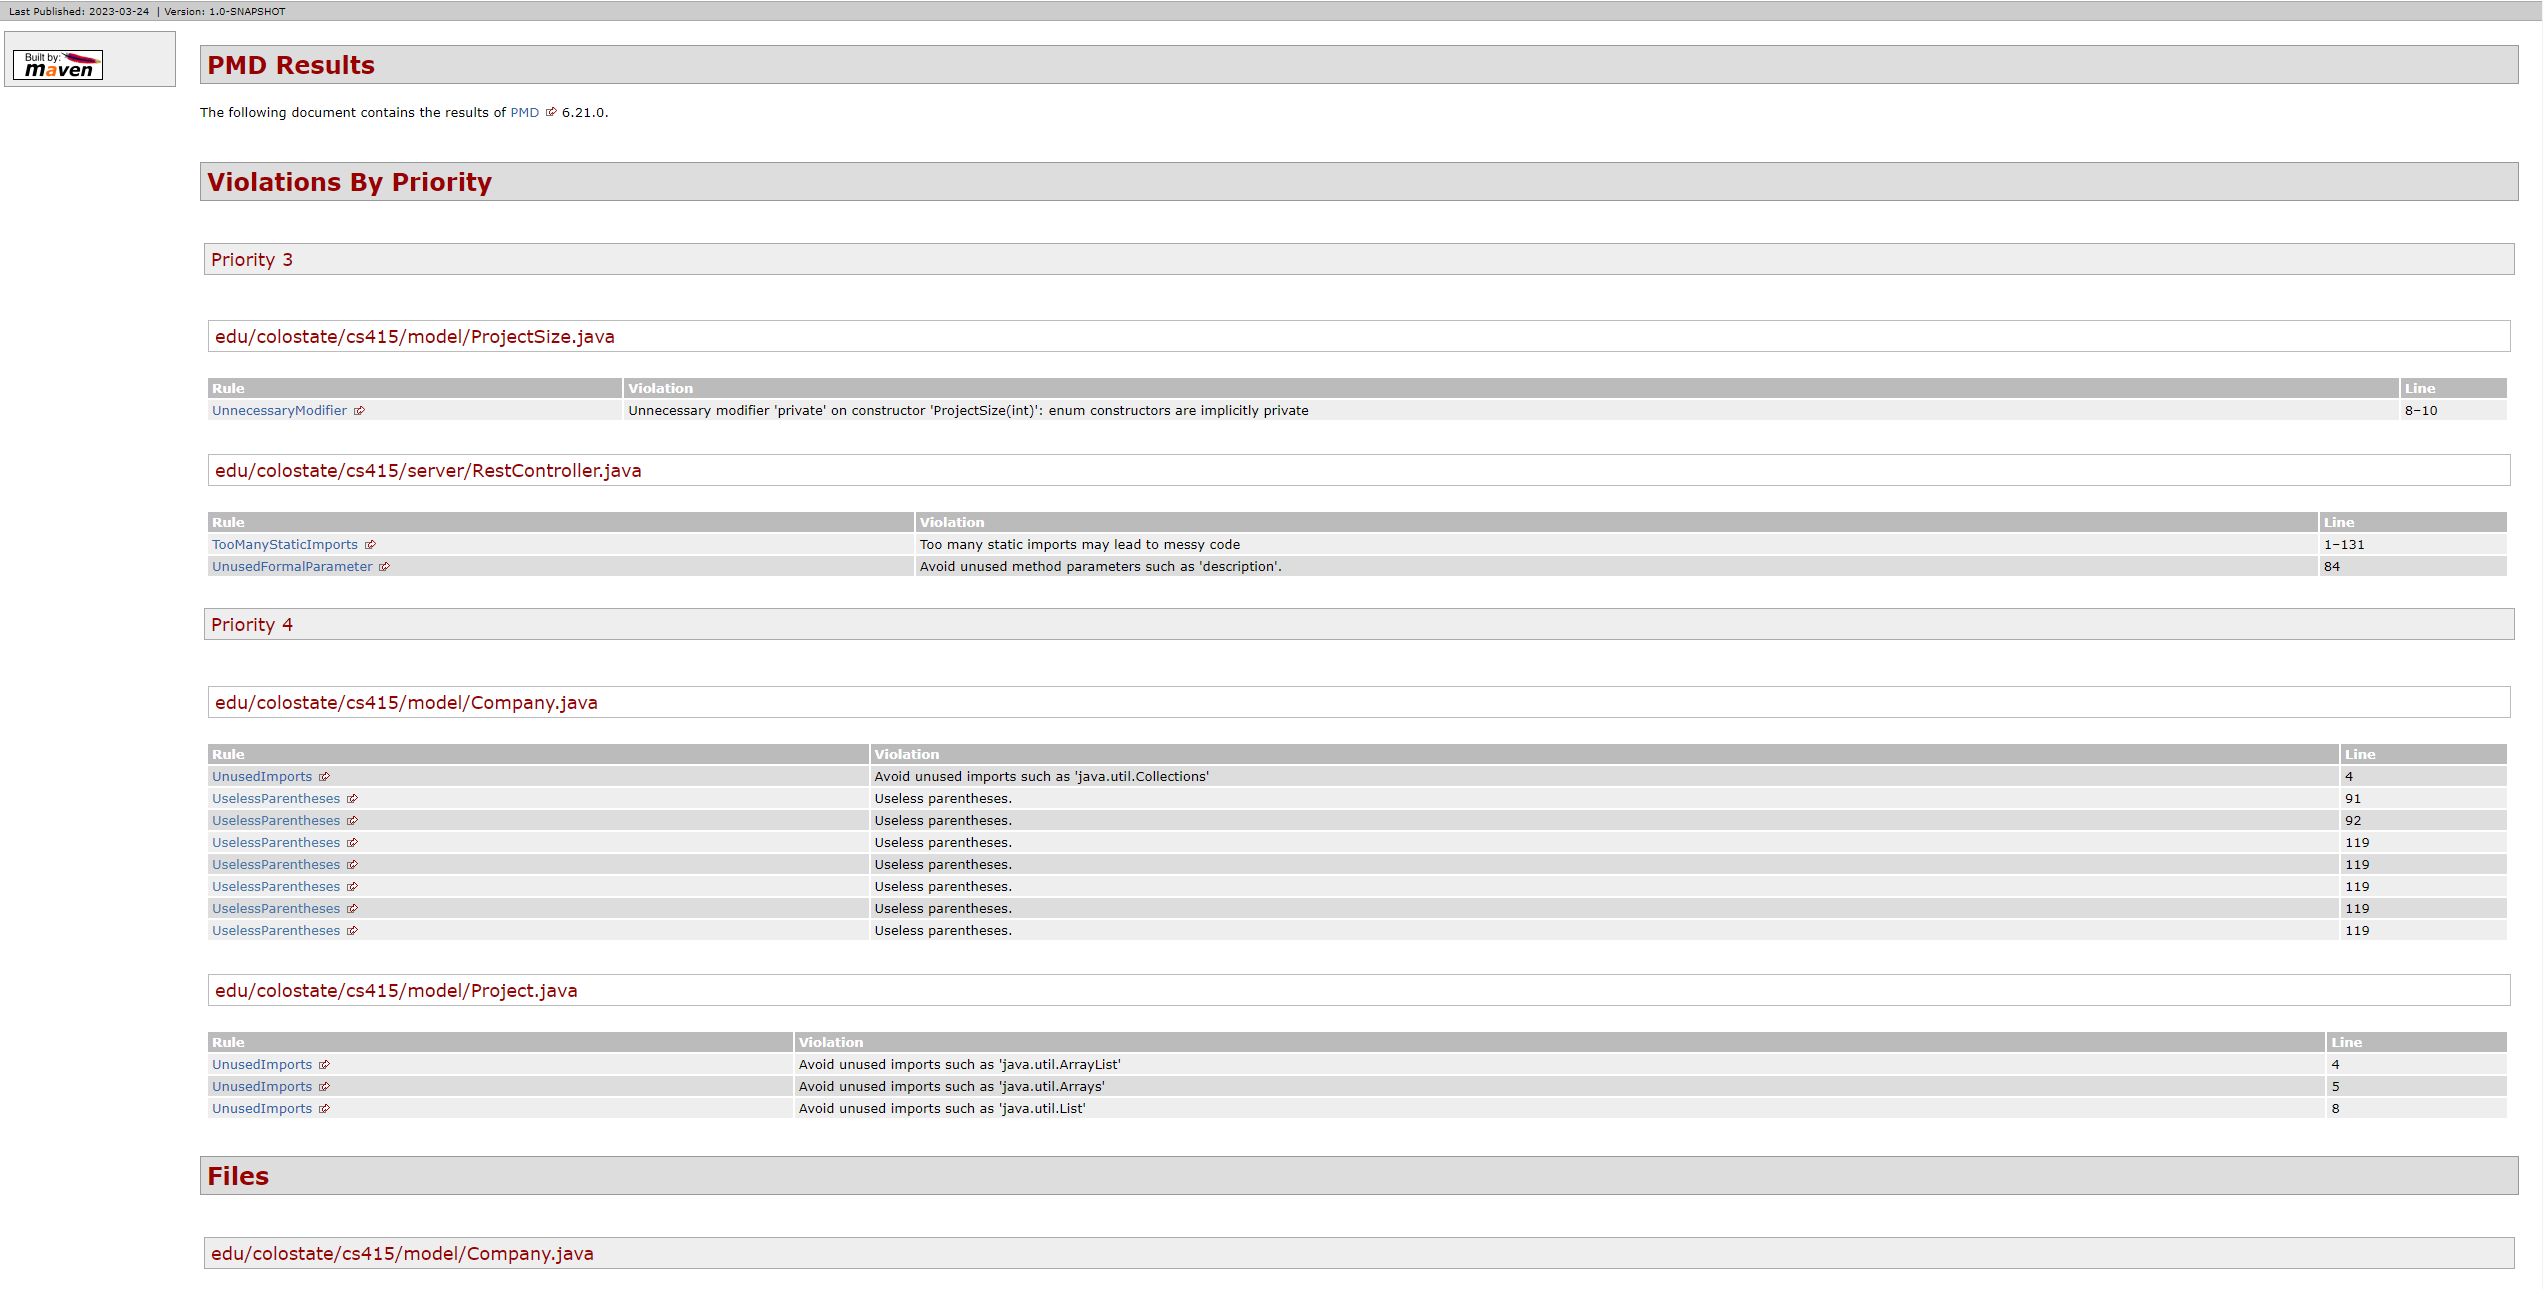 Last Published: 2023-03-24 | Version: 1.0-SNAPSHOT
Built by:
maven
PMD Results
The following document contains the results of PMD 6.21.0.
Violations By Priority
Priority 3
edu/colostate/cs415/model/ProjectSize.java
Rule Violation Line
UnnecessaryModifier Unnecessary modifier 'private' on constructor 'ProjectSize(int)': enum constructors are implicitly private 8–10
edu/colostate/cs415/server/RestController.java
Rule Violation Line
TooManyStaticImports Too many static imports may lead to messy code 1–131
UnusedFormalParameter Avoid unused method parameters such as 'description'. 84
Priority 4
edu/colostate/cs415/model/Company.java
Rule Violation Line
UnusedImports Avoid unused imports such as 'java.util.Collections' 4
UselessParentheses Useless parentheses. 91
UselessParentheses Useless parentheses. 92
UselessParentheses Useless parentheses. 119
UselessParentheses Useless parentheses. 119
UselessParentheses Useless parentheses. 119
UselessParentheses Useless parentheses. 119
UselessParentheses Useless parentheses. 119
edu/colostate/cs415/model/Project.java
Rule Violation Line
UnusedImports Avoid unused imports such as 'java.util.ArrayList' 4
UnusedImports Avoid unused imports such as 'java.util.Arrays' 5
UnusedImports Avoid unused imports such as 'java.util.List' 8
Files
edu/colostate/cs415/model/Company.java